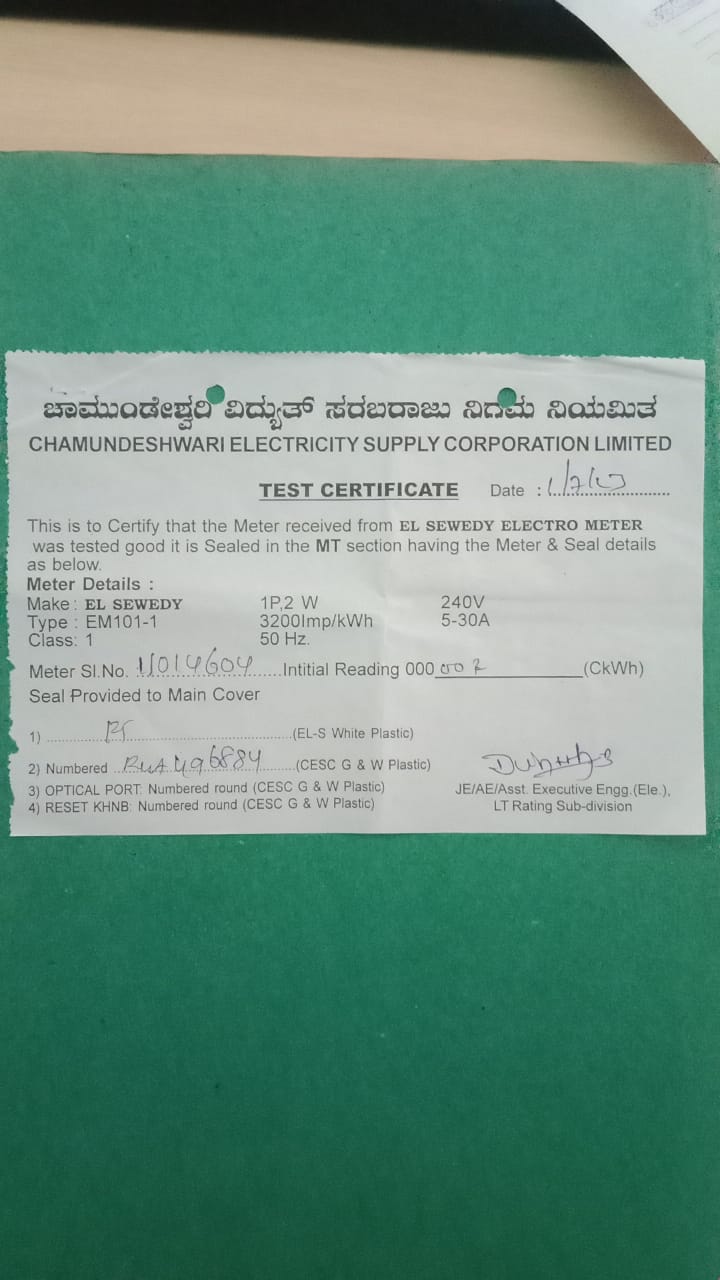 ಚಾಮುಂಡೇಶ್ವರಿ ವಿದ್ಯುತ್ ಸರಬರಾಜು ನಿಗಮ ನಿಯಮಿತ
CHAMUNDESHWARI ELECTRICITY SUPPLY CORPORATION LIMITED
TEST CERTIFICATE Date :
This is to Certify that the Meter received from EL SEWEDY ELECTRO METER
was tested good it is Sealed in the MT section having the Meter & Seal details
as below.
Meter Details :
Make : EL SEWEDY 1P,2 W 240V
Type : EM101-1 3200Imp/kWh 5-30A
Class: 1 50 Hz.
Meter Sl.No. 11014604 Intitial Reading 000 007 (CkWh)
Seal Provided to Main Cover
1) (EL-S White Plastic)
2) Numbered (CESC G & W Plastic)
3) OPTICAL PORT: Numbered round (CESC G & W Plastic) JE/AE/Asst. Executive Engg.(Ele.),
4) RESET KHNB: Numbered round (CESC G & W Plastic) LT Rating Sub-division